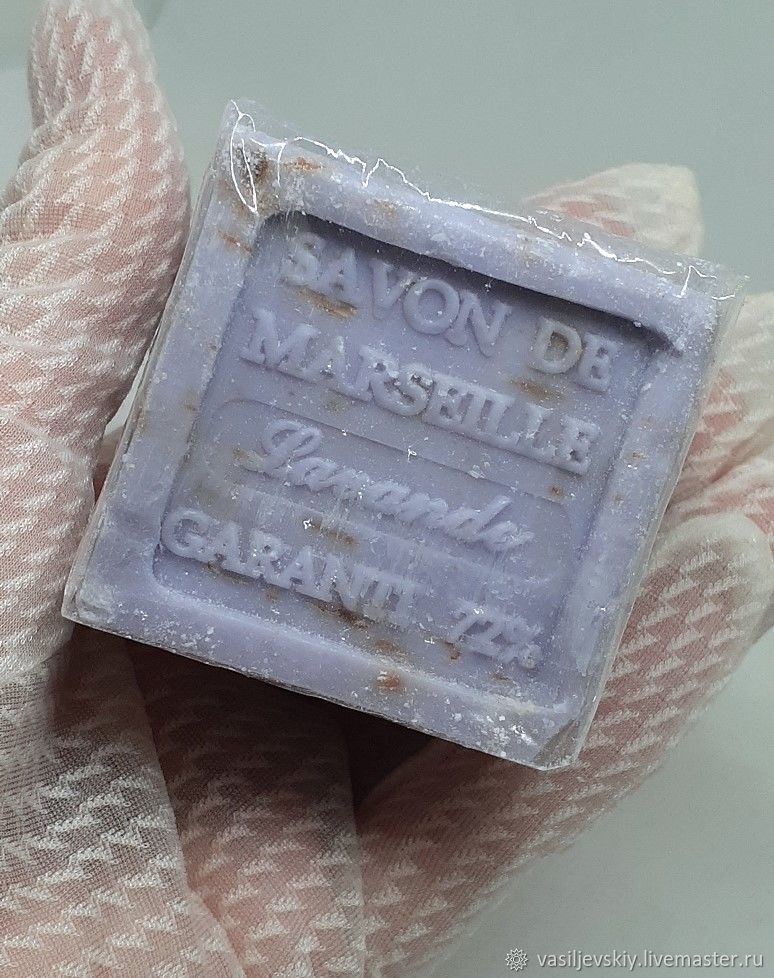 SAVON DE
MARSEILLE
Lavande
GARANTI 72%
vasiljevskiy.livemaster.ru